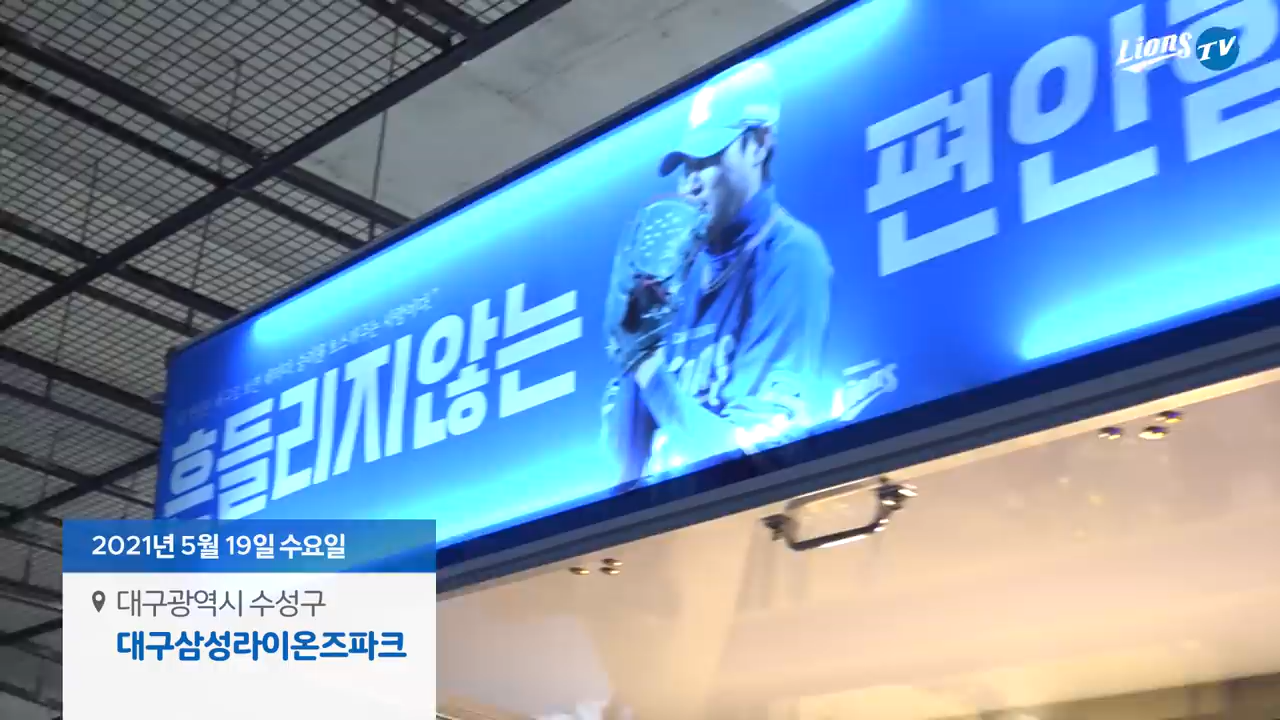 Lions TV
흔들리지않는
편안함
Lions
2021년 5월 19일 수요일
대구광역시 수성구
대구삼성라이온즈파크